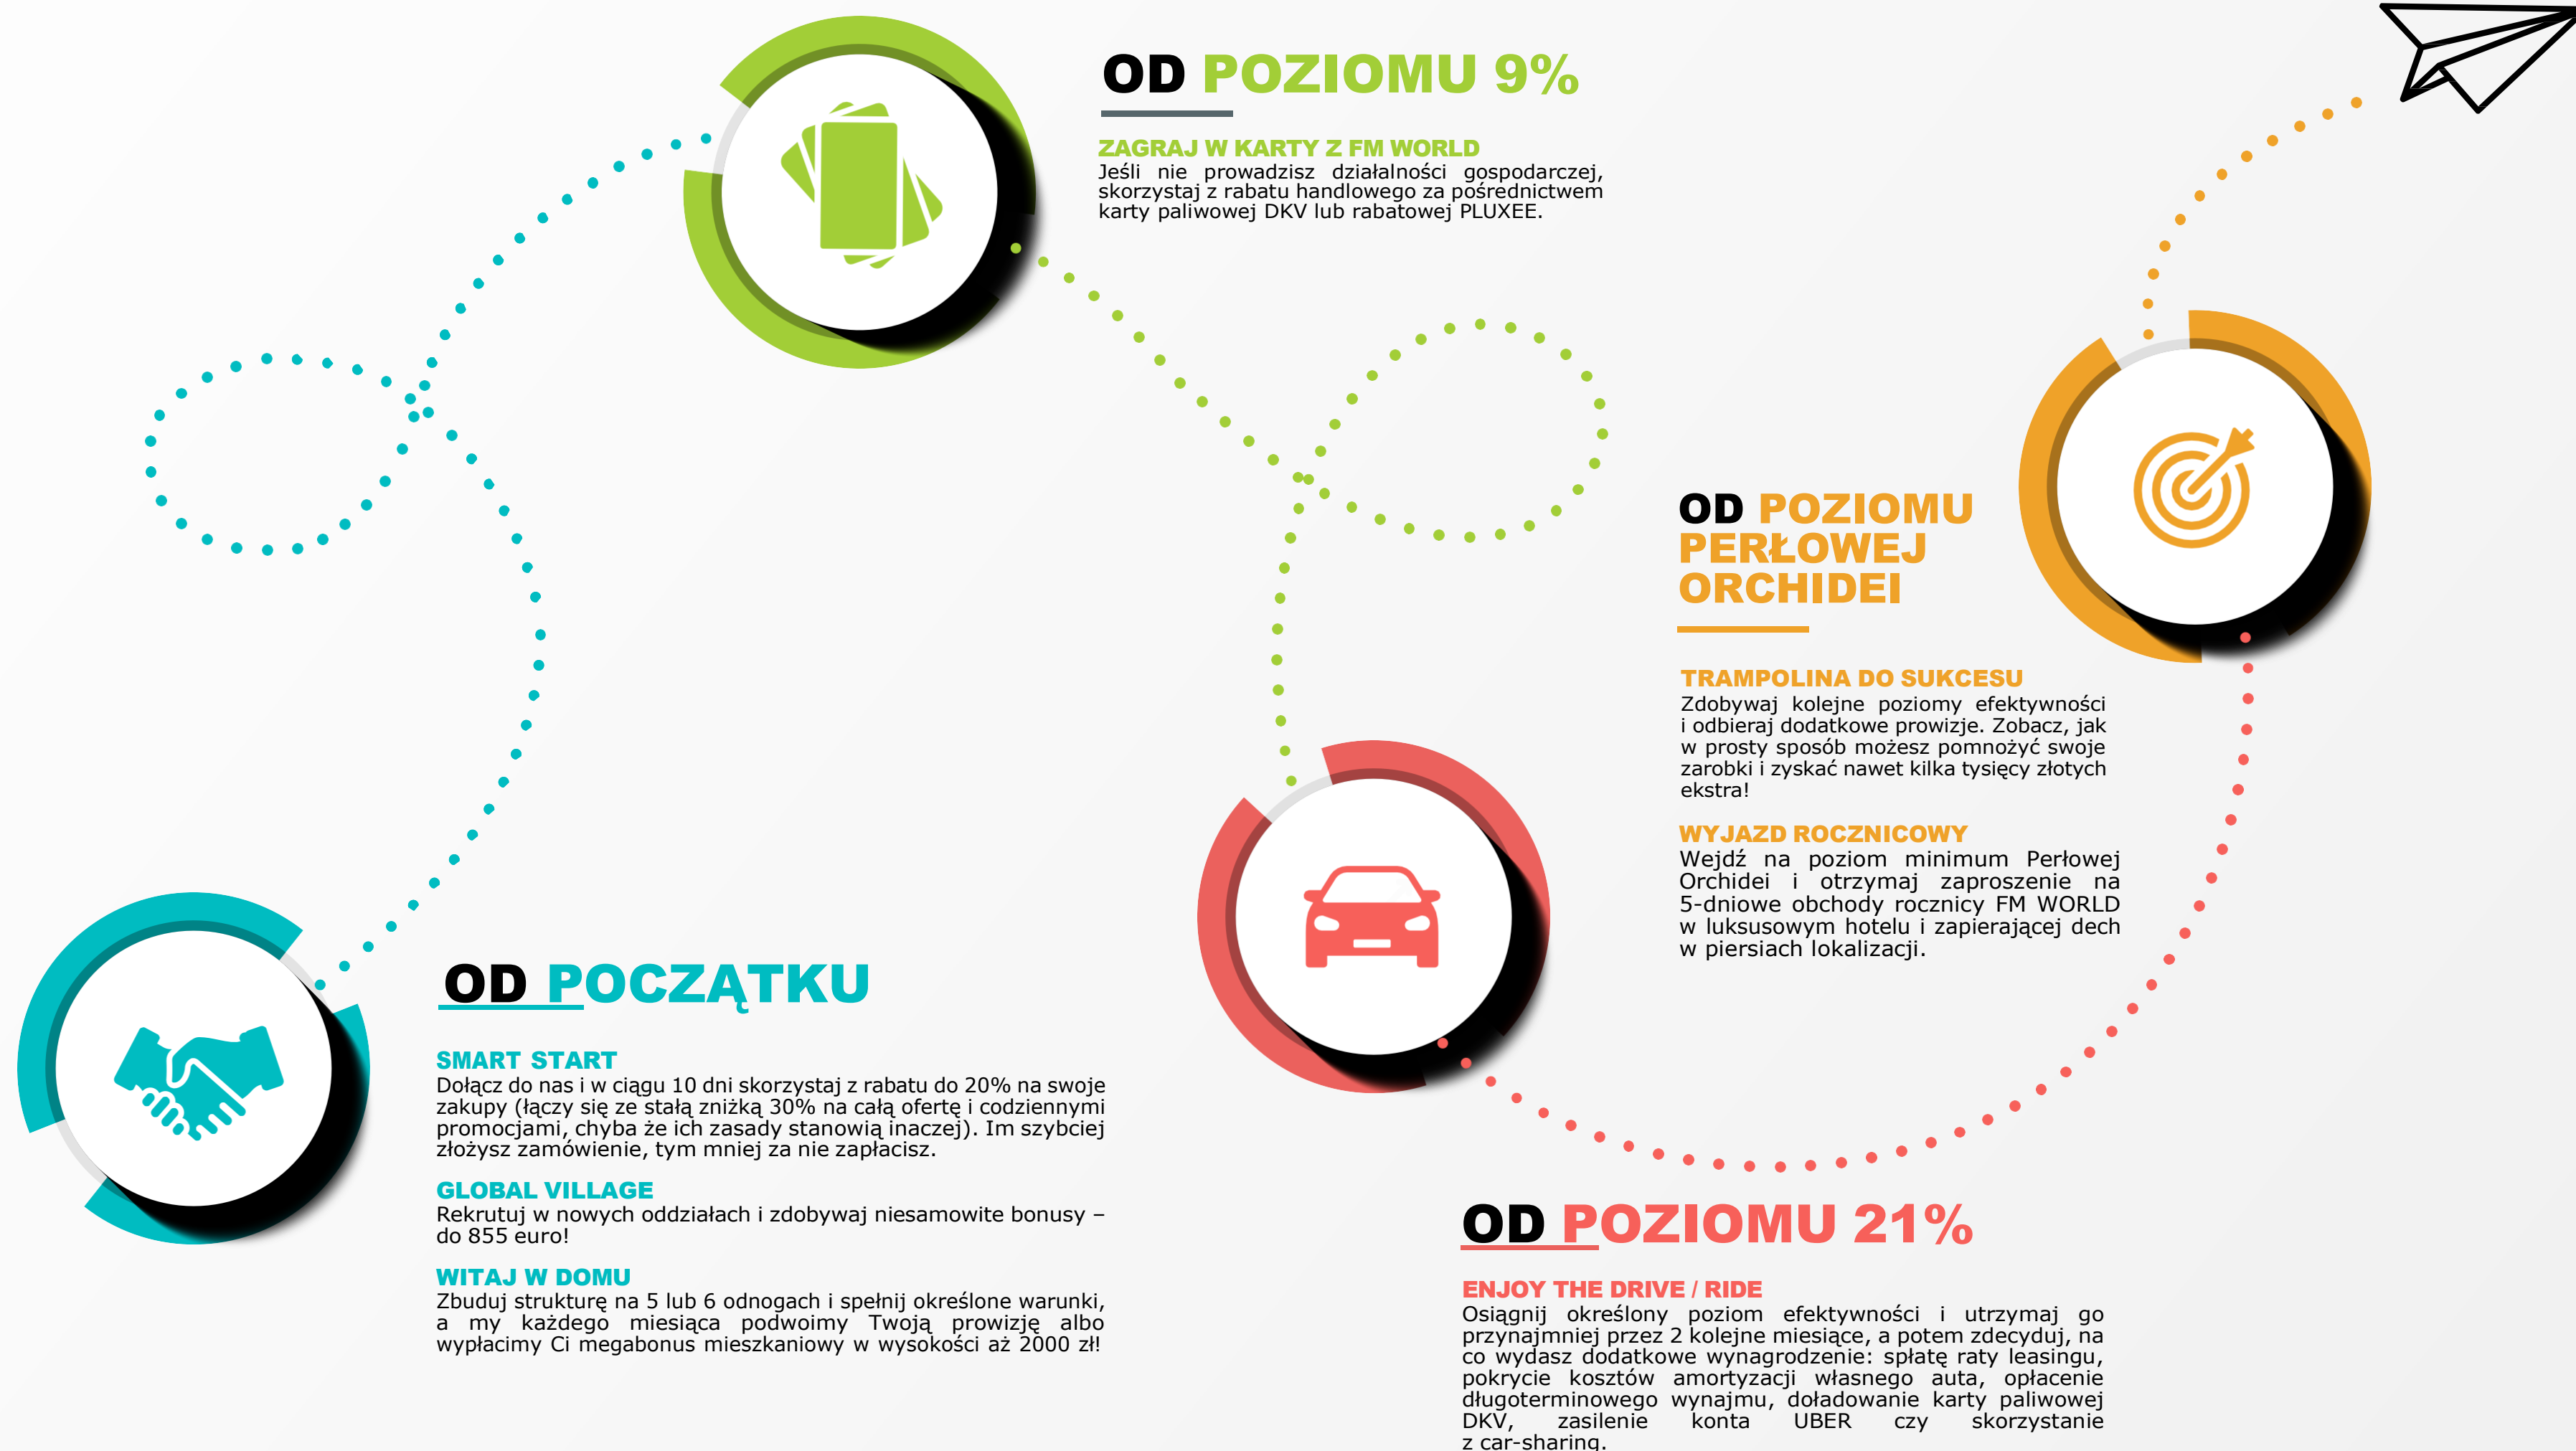 OD POZIOMU 9%
ZAGRAJ W KARTY Z FM WORLD
Jeśli nie prowadzisz działalności gospodarczej,
skorzystaj z rabatu handlowego za pośrednictwem
karty paliwowej DKV lub rabatowej PLUXEE.
OD POZIOMU
PERŁOWEJ
ORCHIDEI
TRAMPOLINA DO SUKCESU
Zdobywaj kolejne poziomy efektywności
i odbieraj dodatkowe prowizje. Zobacz, jak
w prosty sposób możesz pomnożyć swoje
zarobki i zyskać nawet kilka tysięcy złotych
ekstra!
WYJAZD ROCZNICOWY
Wejdź na poziom minimum Perłowej
Orchidei i otrzymaj zaproszenie na
5-dniowe obchody rocznicy FM WORLD
w luksusowym hotelu i zapierającej dech
w piersiach lokalizacji.
OD POCZĄTKU
SMART START
Dołącz do nas i w ciągu 10 dni skorzystaj z rabatu do 20% na swoje
zakupy (łączy się ze stałą zniżką 30% na całą ofertę i codziennymi
promocjami, chyba że ich zasady stanowią inaczej). Im szybciej
złożysz zamówienie, tym mniej za nie zapłacisz.
GLOBAL VILLAGE
Rekrutuj w nowych oddziałach i zdobywaj niesamowite bonusy –
do 855 euro!
WITAJ W DOMU
Zbuduj strukturę na 5 lub 6 odnogach i spełnij określone warunki,
a my każdego miesiąca podwoimy Twoją prowizję albo
wypłacimy Ci megabonus mieszkaniowy w wysokości aż 2000 zł!
OD POZIOMU 21%
ENJOY THE DRIVE / RIDE
Osiągnij określony poziom efektywności i utrzymaj go
przynajmniej przez 2 kolejne miesiące, a potem zdecyduj, na
co wydasz dodatkowe wynagrodzenie: spłatę raty leasingu,
pokrycie kosztów amortyzacji własnego auta, opłacenie
długoterminowego wynajmu, doładowanie karty paliwowej
DKV, zasilenie konta UBER czy skorzystanie
z car-sharing.